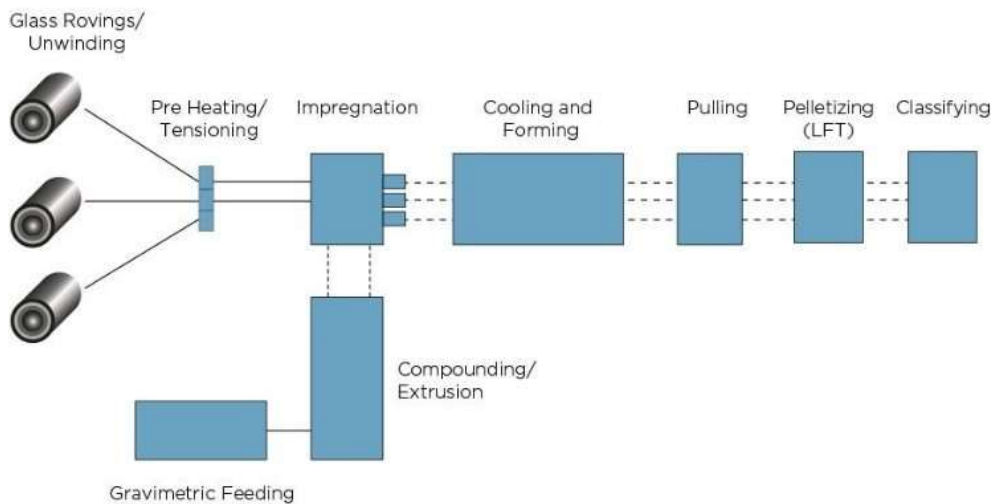 Glass Rovings/
Unwinding
Pre Heating/
Tensioning
Impregnation
Cooling and
Forming
Pulling
Pelletizing
(LFT)
Classifying
Compounding/
Extrusion
Gravimetric Feeding